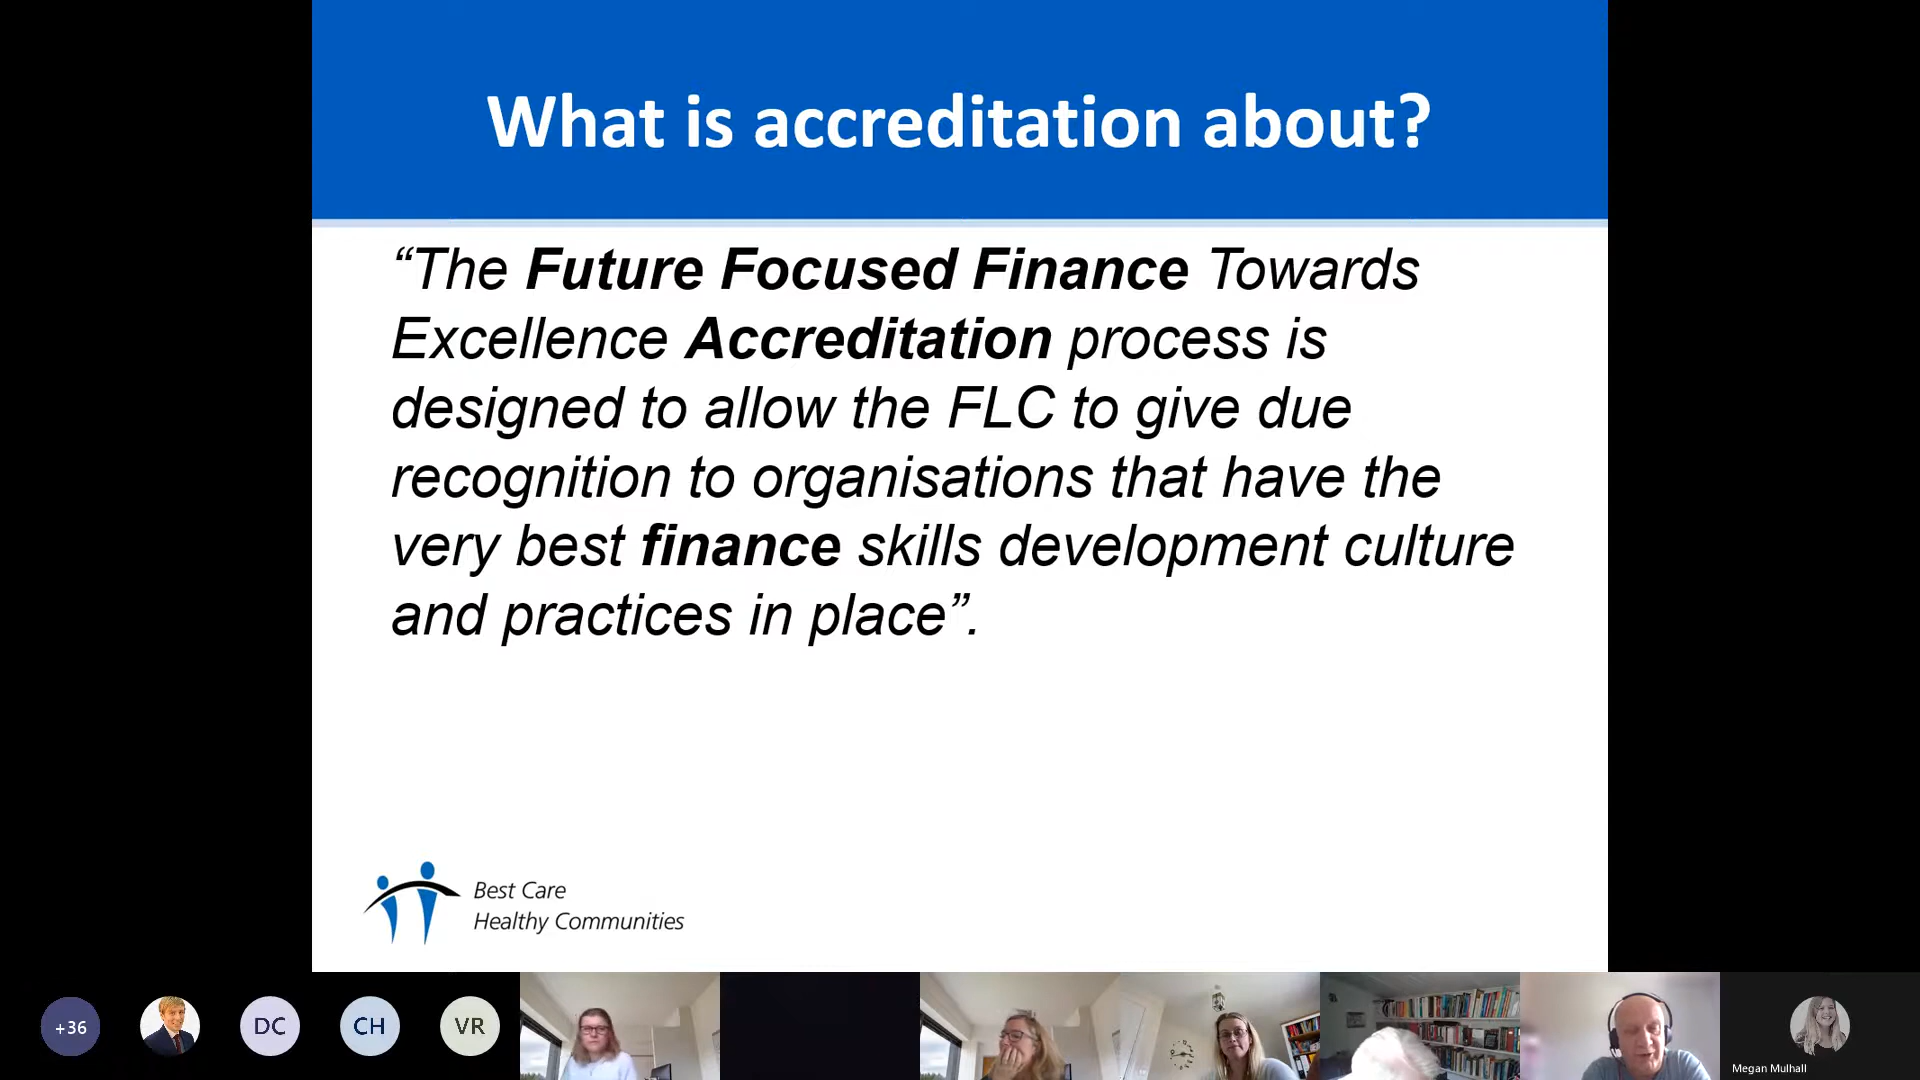 What is accreditation about?
“The Future Focused Finance Towards
Excellence Accreditation process is
designed to allow the FLC to give due
recognition to organisations that have the
very best finance skills development culture
and practices in place”.
Best Care
Healthy Communities
+36
DC
CH
VR
Megan Mulhall